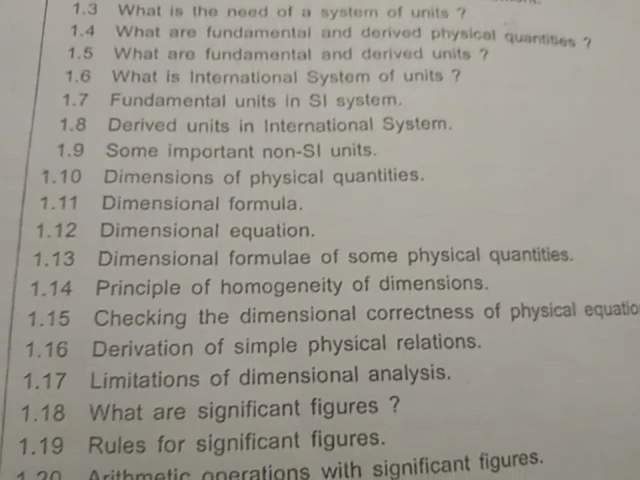 1.3 What is the need of a system of units ?
1.4 What are fundamental and derived physical quantities ?
1.5 What are fundamental and derived units ?
1.6 What is International System of units ?
1.7 Fundamental units in SI system.
1.8 Derived units in International System.
1.9 Some important non-SI units.
1.10 Dimensions of physical quantities.
1.11 Dimensional formula.
1.12 Dimensional equation.
1.13 Dimensional formulae of some physical quantities.
1.14 Principle of homogeneity of dimensions.
1.15 Checking the dimensional correctness of physical equatio
1.16 Derivation of simple physical relations.
1.17 Limitations of dimensional analysis.
1.18 What are significant figures ?
1.19 Rules for significant figures.
1.20 Arithmetic operations with significant figures.